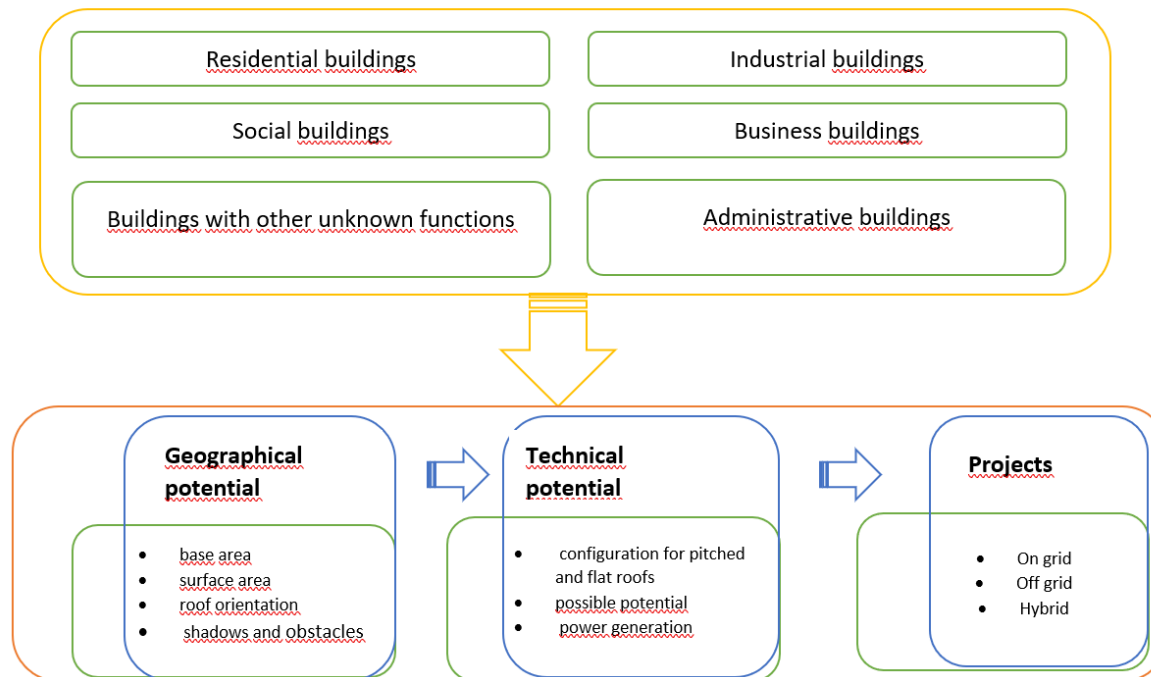 Residential buildings
Industrial buildings
Social buildings
Business buildings
Buildings with other unknown functions
Administrative buildings
Geographical
potential
• base area
• surface area
• roof orientation
• shadows and obstacles
Technical
potential
• configuration for pitched
and flat roofs
• possible potential
• power generation
Projects
• On grid
• Off grid
• Hybrid